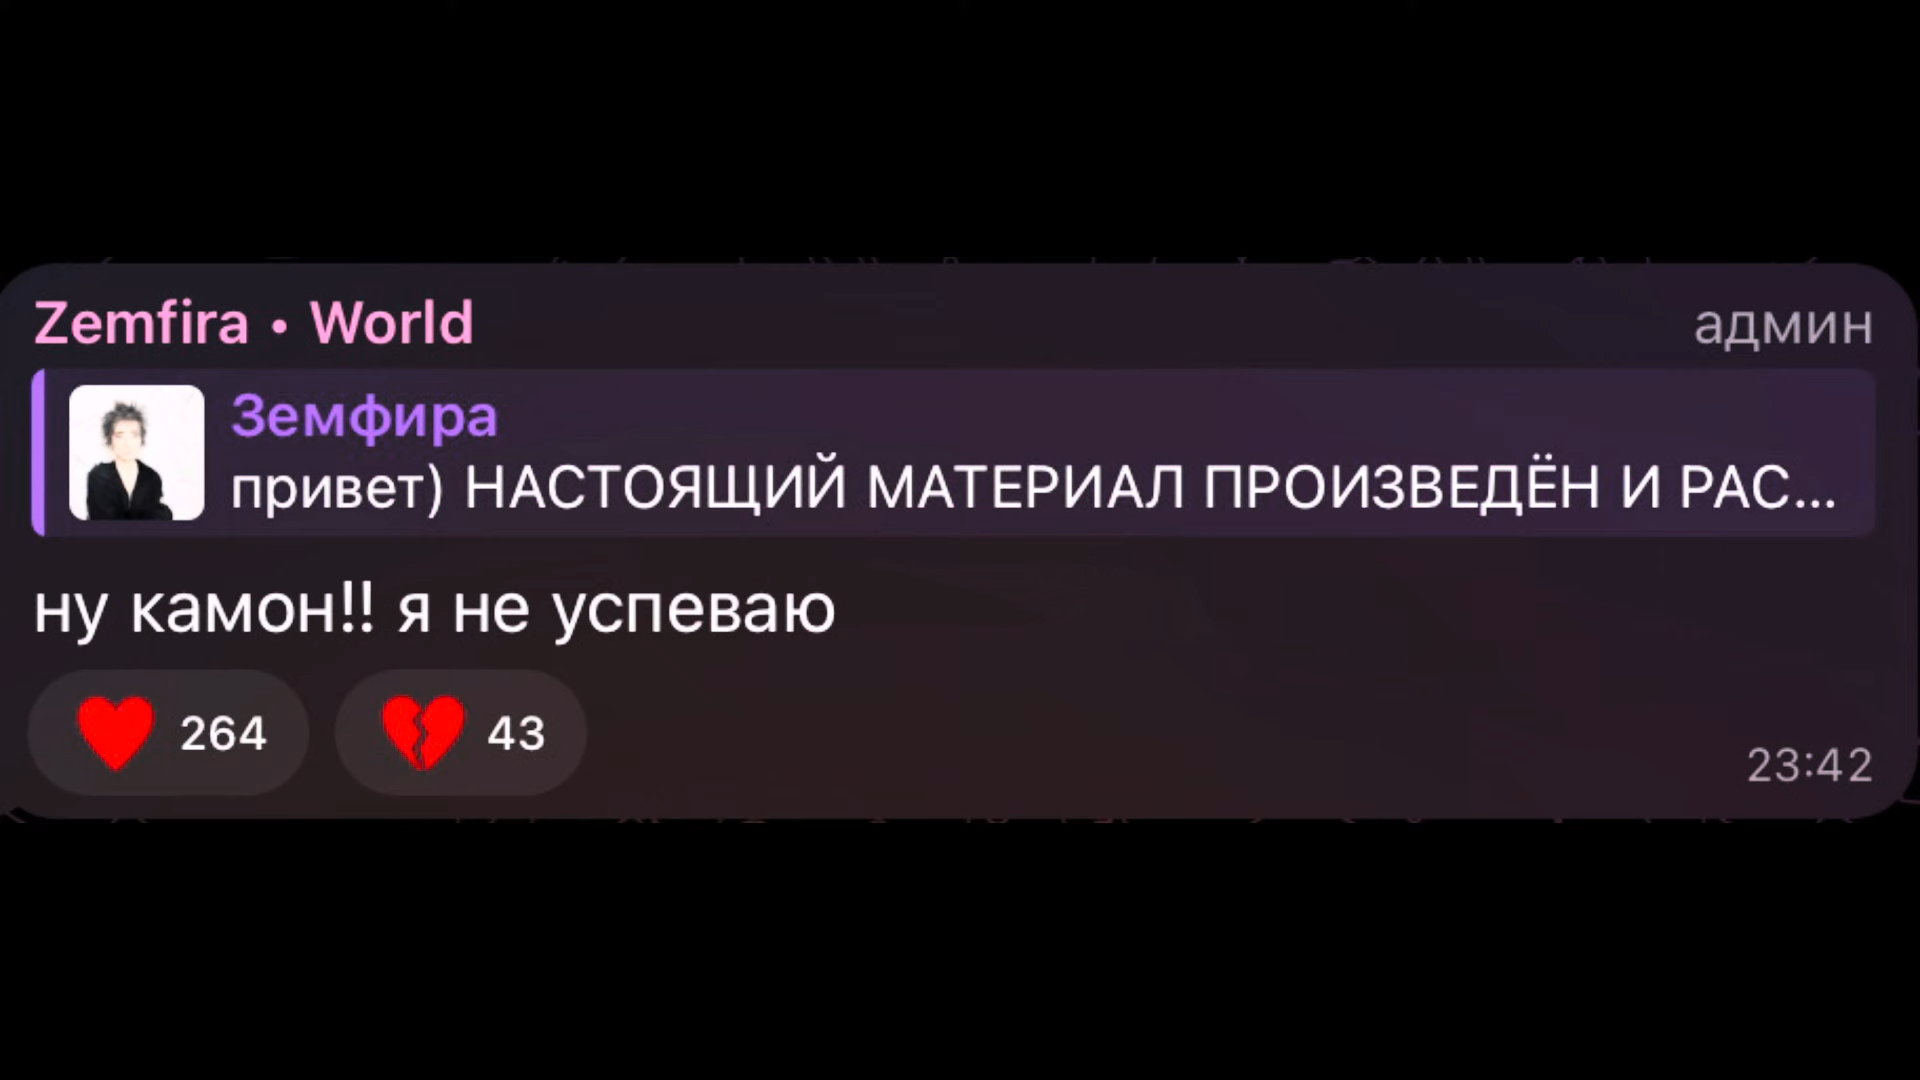 Zemfira • World
админ
Земфира
привет) НАСТОЯЩИЙ МАТЕРИАЛ ПРОИЗВЕДЁН И РАС...
ну камон!! я не успеваю
264
43
23:42